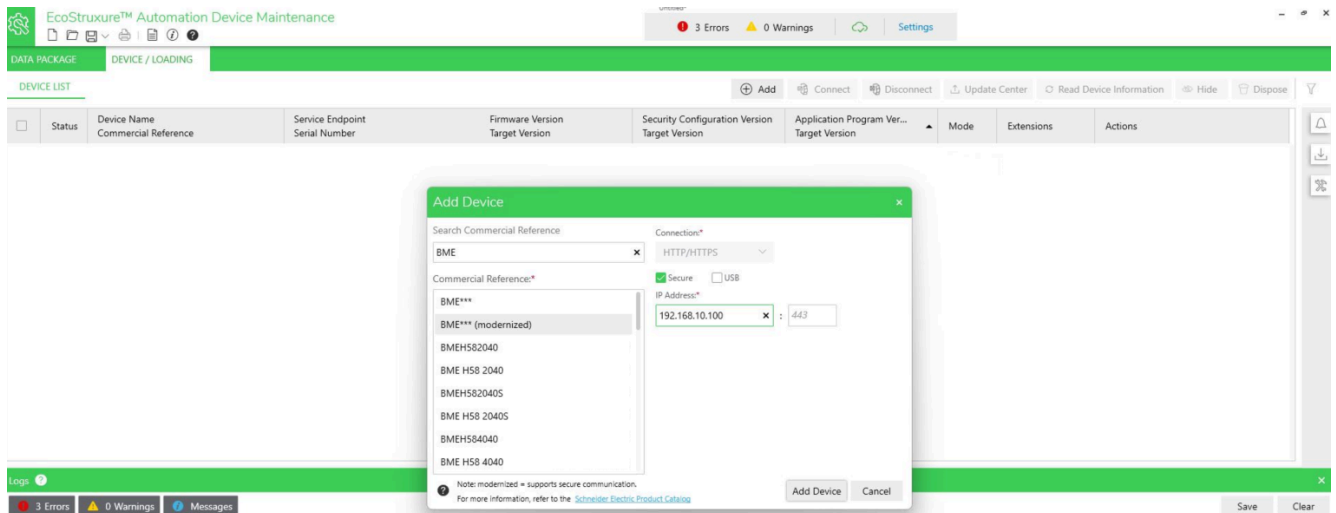 Untitled*
EcoStruxure™ Automation Device Maintenance
3 Errors 0 Warnings Settings
DATA PACKAGE DEVICE / LOADING
DEVICE LIST
Add Connect Disconnect Update Center Read Device Information Hide Dispose
Status
Device Name
Commercial Reference
Service Endpoint
Serial Number
Firmware Version
Target Version
Security Configuration Version
Target Version
Application Program Ver...
Target Version
Mode
Extensions
Actions
Add Device
Search Commercial Reference
BME
Commercial Reference:*
BME***
BME*** (modernized)
BMEH582040
BME H58 2040
BMEH582040S
BME H58 2040S
BMEH584040
BME H58 4040
Connection:*
HTTP/HTTPS
Secure USB
IP Address:*
192.168.10.100 : 443
Note: modernized = supports secure communication.
For more information, refer to the Schneider Electric Product Catalog
Add Device Cancel
Logs
3 Errors 0 Warnings Messages
Save Clear